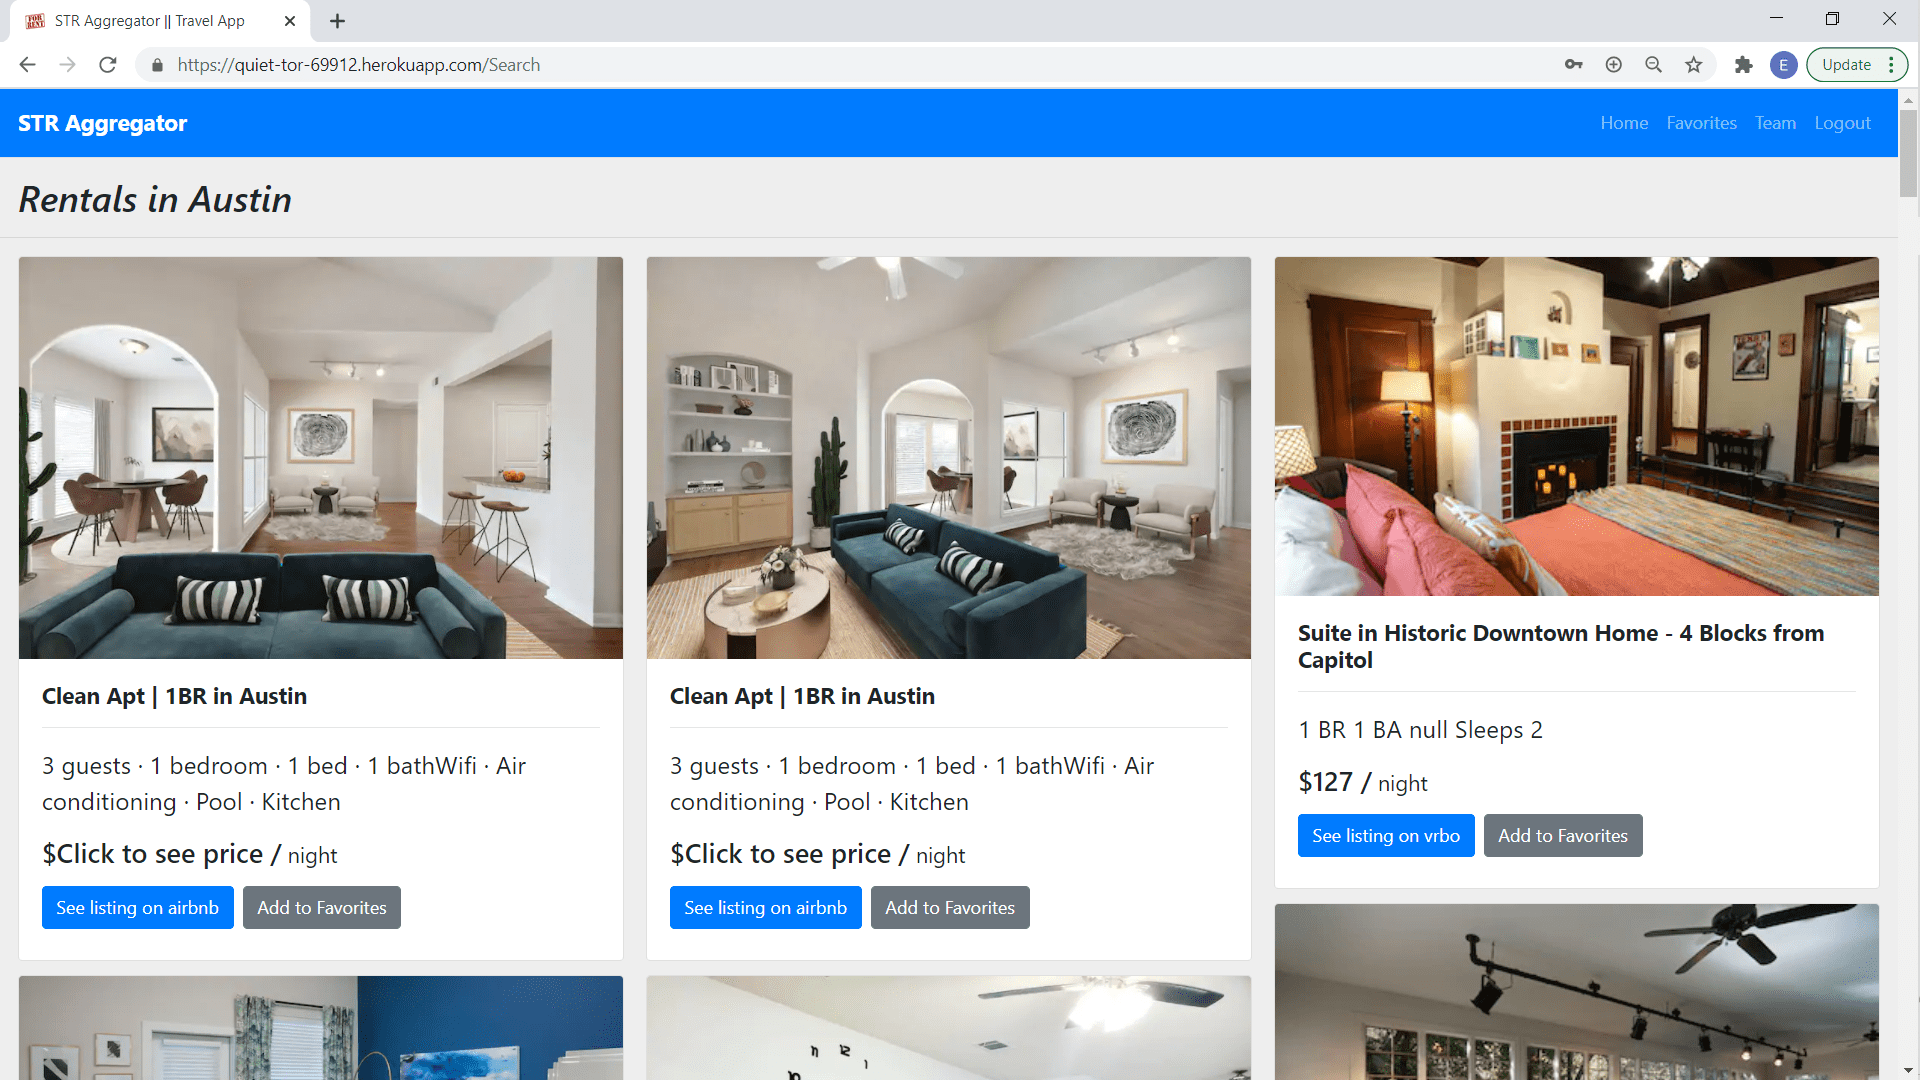 STR Aggregator || Travel App
https://quiet-tor-69912.herokuapp.com/Search
E
Update
STR Aggregator
Home
Favorites
Team
Logout
Rentals in Austin
Clean Apt | 1BR in Austin
3 guests · 1 bedroom · 1 bed · 1 bathWifi · Air
conditioning · Pool · Kitchen
$Click to see price / night
See listing on airbnb
Add to Favorites
Clean Apt | 1BR in Austin
3 guests · 1 bedroom · 1 bed · 1 bathWifi · Air
conditioning · Pool · Kitchen
$Click to see price / night
See listing on airbnb
Add to Favorites
Suite in Historic Downtown Home - 4 Blocks from
Capitol
1 BR 1 BA null Sleeps 2
$127 / night
See listing on vrbo
Add to Favorites